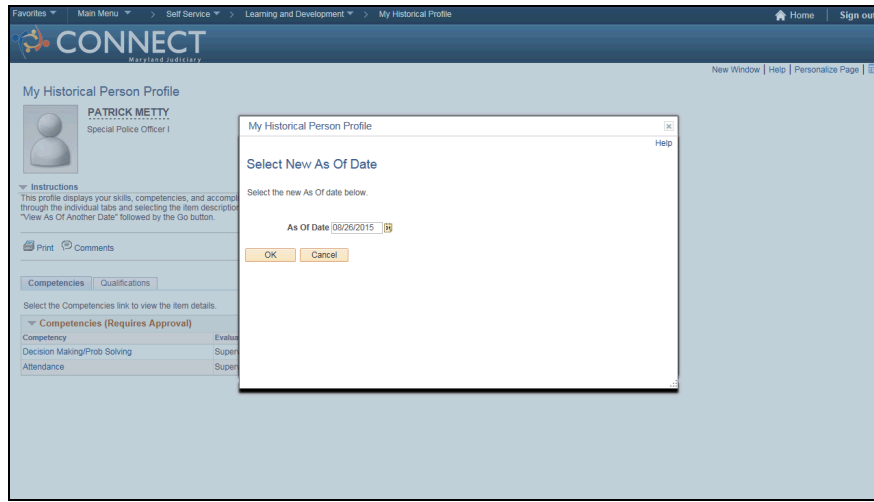 Favorites Main Menu > Self Service > Learning and Development > My Historical Profile Home Sign out
CONNECT
Maryland Judiciary
New Window | Help | Personalize Page |
My Historical Person Profile
PATRICK METTY
Special Police Officer I
Instructions
This profile displays your skills, competencies, and accompl
through the individual tabs and selecting the item description
"View As Of Another Date" followed by the Go button.
Print Comments
Competencies Qualifications
Select the Competencies link to view the item details.
Competencies (Requires Approval)
Competency Evalua
Decision Making/Prob Solving Superv
Attendance Superv
My Historical Person Profile
Help
Select New As Of Date
Select the new As Of date below.
As Of Date 08/26/2015
OK Cancel